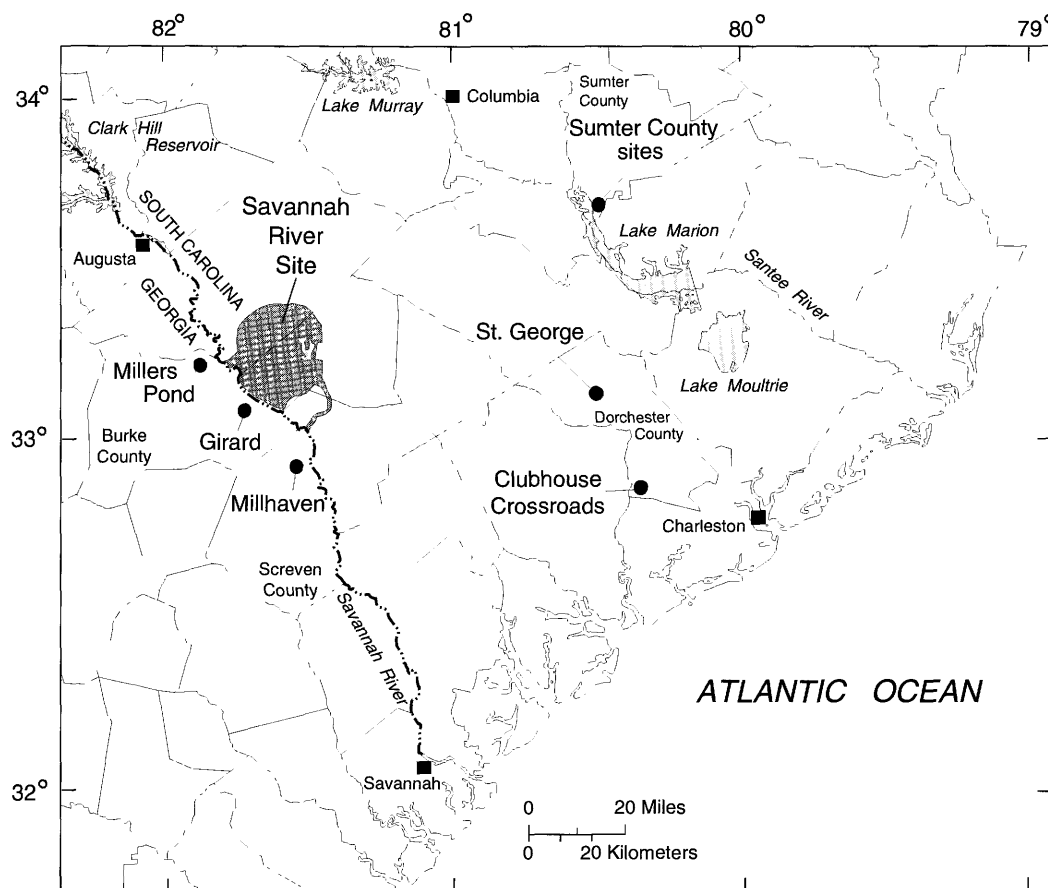 82°
81°
80°
79°
34°
33°
32°
Clark Hill
Reservoir
Lake Murray
Columbia
Sumter
County
Sumter County
sites
SOUTH CAROLINA
GEORGIA
Savannah
River
Site
Augusta
Lake Marion
Santee River
St. George
Lake Moultrie
Millers
Pond
Dorchester
County
Burke
County
Girard
Millhaven
Clubhouse
Crossroads
Charleston
Screven
County
Savannah River
ATLANTIC OCEAN
Savannah
0 20 Miles
0 20 Kilometers